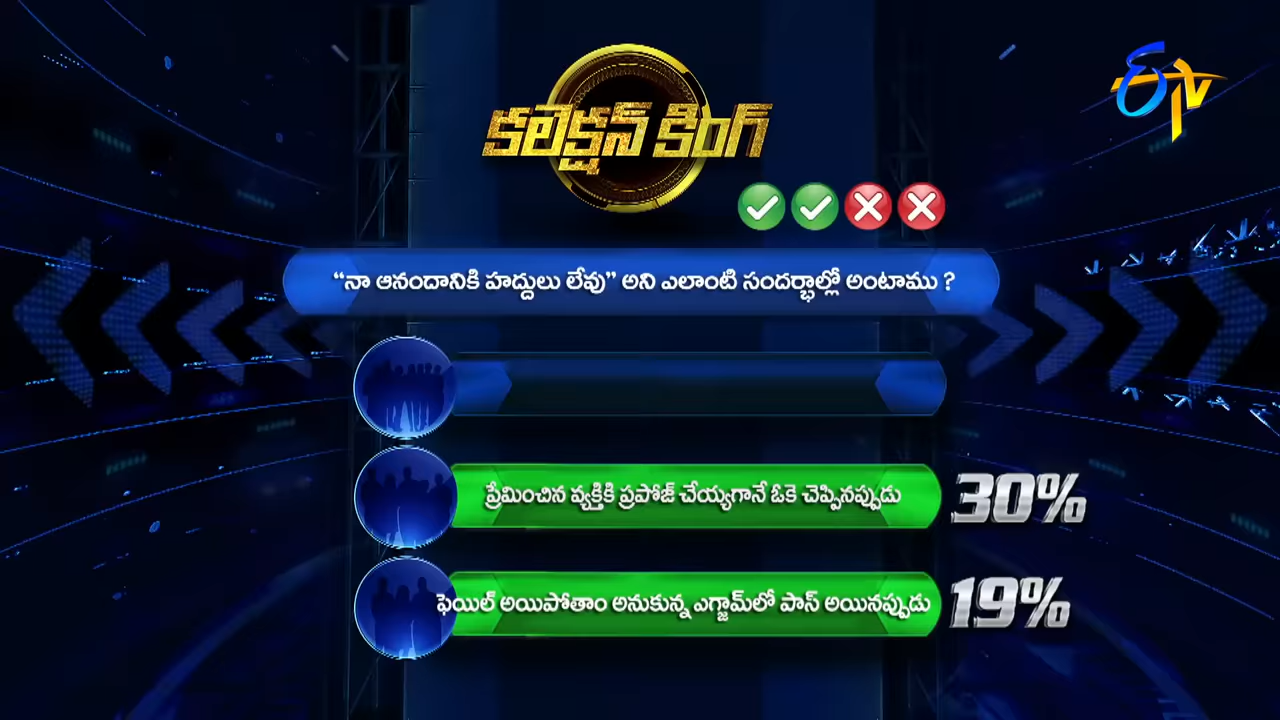 ETV
కలెక్షన్ కింగ్
“నా ఆనందానికి హద్దులు లేవు” అని ఎలాంటి సందర్భాల్లో అంటాము ?
ప్రేమించిన వ్యక్తికి ప్రపోజ్ చేయ్యగానే ఓకె చెప్పినప్పుడు
30%
ఫెయిల్ అయిపోతాం అనుకున్న ఎగ్జామ్‌లో పాస్ అయినప్పుడు
19%